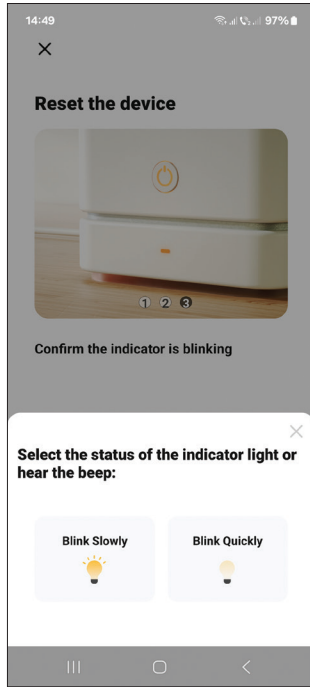 14:49
97%
Reset the device
1 2 3
Confirm the indicator is blinking
Select the status of the indicator light or
hear the beep:
Blink Slowly
Blink Quickly